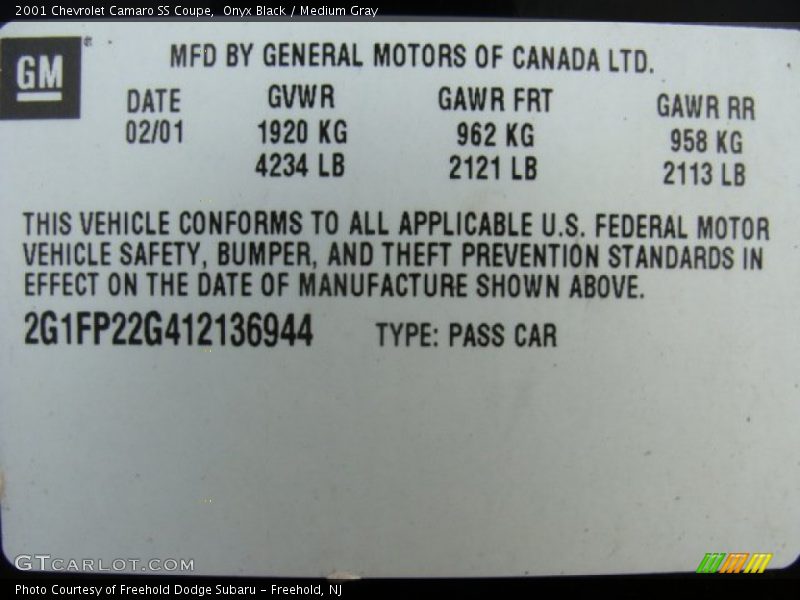 2001 Chevrolet Camaro SS Coupe, Onyx Black / Medium Gray
GM®
MFD BY GENERAL MOTORS OF CANADA LTD.
DATE GVWR GAWR FRT GAWR RR
02/01 1920 KG 962 KG 958 KG
4234 LB 2121 LB 2113 LB
THIS VEHICLE CONFORMS TO ALL APPLICABLE U.S. FEDERAL MOTOR
VEHICLE SAFETY, BUMPER, AND THEFT PREVENTION STANDARDS IN
EFFECT ON THE DATE OF MANUFACTURE SHOWN ABOVE.
2G1FP22G412136944 TYPE: PASS CAR
GTCARLOT.COM
Photo Courtesy of Freehold Dodge Subaru - Freehold, NJ